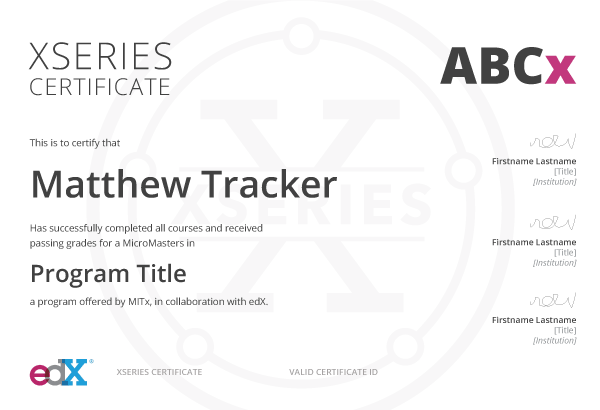 XSERIES
CERTIFICATE
ABCx
This is to certify that
Matthew Tracker
Has successfully completed all courses and received
passing grades for a MicroMasters in
Program Title
a program offered by MITx, in collaboration with edX.
XSERIES
Firstname Lastname
[Title]
[Institution]
Firstname Lastname
[Title]
[Institution]
Firstname Lastname
[Title]
[Institution]
edX®
XSERIES CERTIFICATE
VALID CERTIFICATE ID